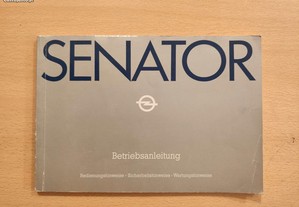 SENATOR
Betriebsanleitung
Bedienungshinweise · Sicherheitshinweise · Wartungshinweise